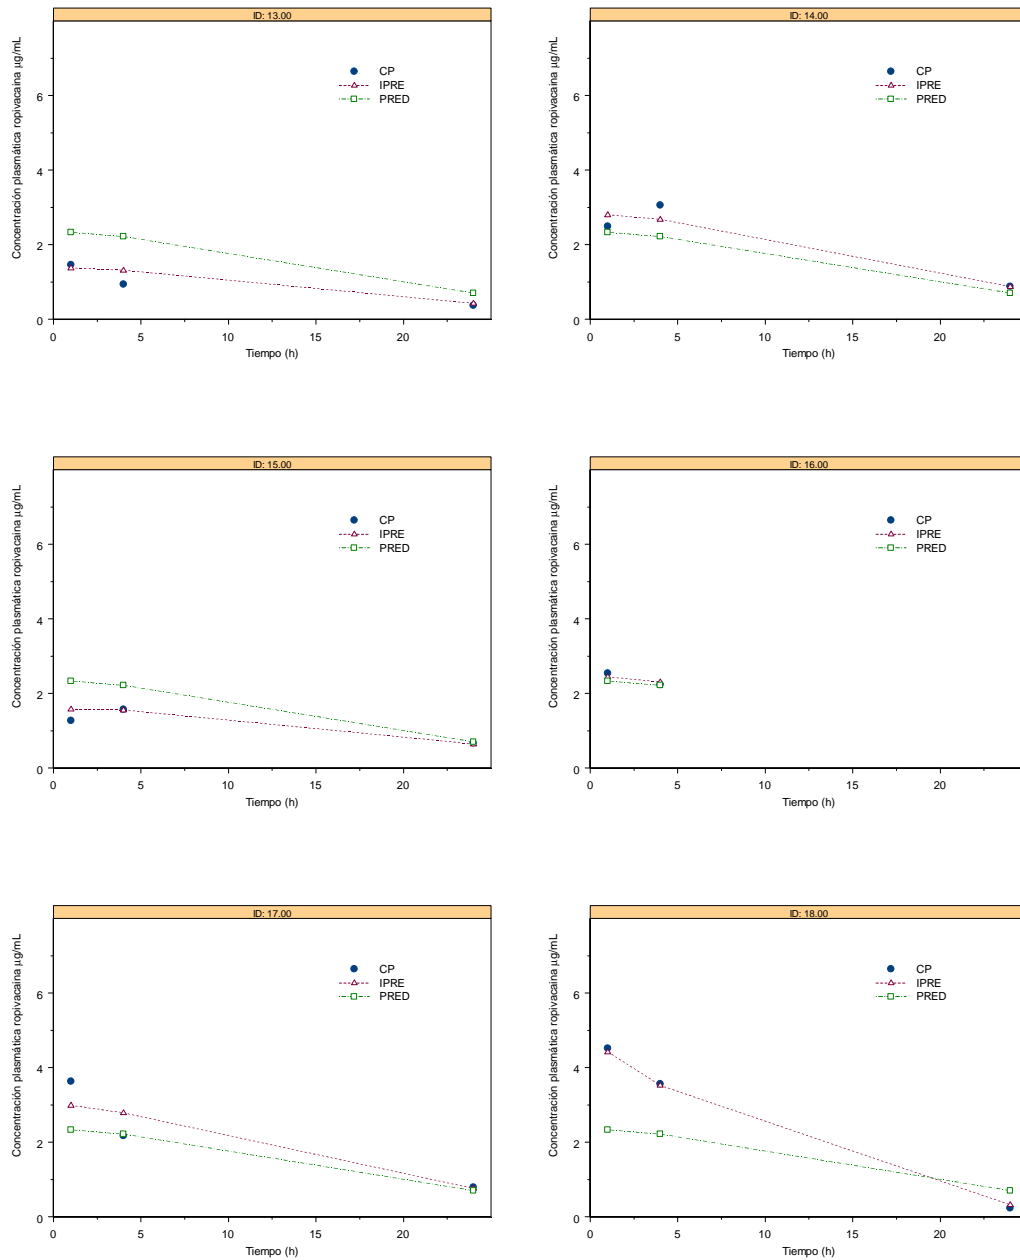 ID: 13.00
Concentración plasmática ropivacaina µg/mL
6
4
2
0
CP
IPRE
PRED
0 5 10 15 20
Tiempo (h)
ID: 14.00
Concentración plasmática ropivacaina µg/mL
6
4
2
0
CP
IPRE
PRED
0 5 10 15 20
Tiempo (h)
ID: 15.00
Concentración plasmática ropivacaina µg/mL
6
4
2
0
CP
IPRE
PRED
0 5 10 15 20
Tiempo (h)
ID: 16.00
Concentración plasmática ropivacaina µg/mL
6
4
2
0
CP
IPRE
PRED
0 5 10 15 20
Tiempo (h)
ID: 17.00
Concentración plasmática ropivacaina µg/mL
6
4
2
0
CP
IPRE
PRED
0 5 10 15 20
Tiempo (h)
ID: 18.00
Concentración plasmática ropivacaina µg/mL
6
4
2
0
CP
IPRE
PRED
0 5 10 15 20
Tiempo (h)